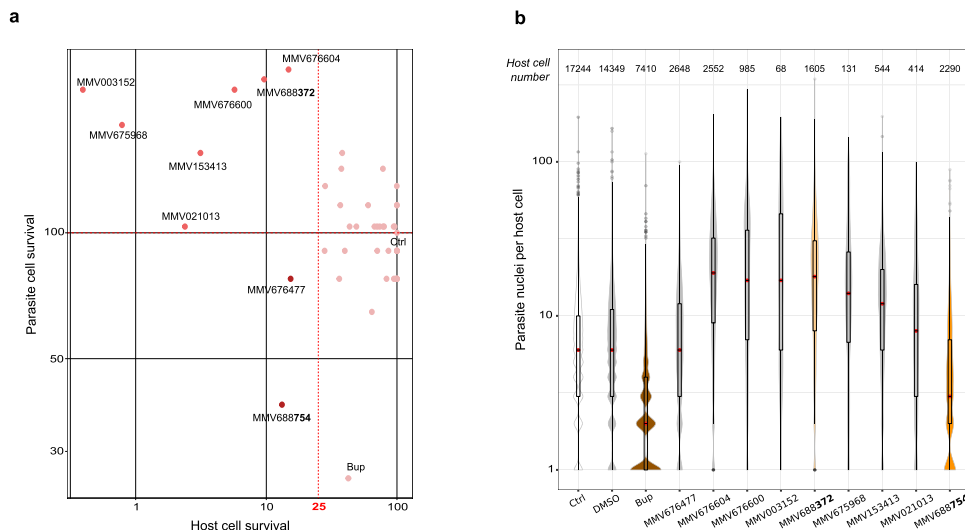 a
b
MMV676604
MMV003152
MMV688372
MMV676600
MMV675968
MMV153413
MMV021013
100
Ctrl
MMV676477
50
MMV688754
30
Bup
1
10
25
100
Host cell survival
Parasite cell survival
Host cell
number
17244 14349 7410 2648 2552 985 68 1605 131 544 414 2290
100
10
1
Parasite nuclei per host cell
Ctrl
DMSO
Bup
MMV676477
MMV676604
MMV676600
MMV003152
MMV688372
MMV675968
MMV153413
MMV021013
MMV688754